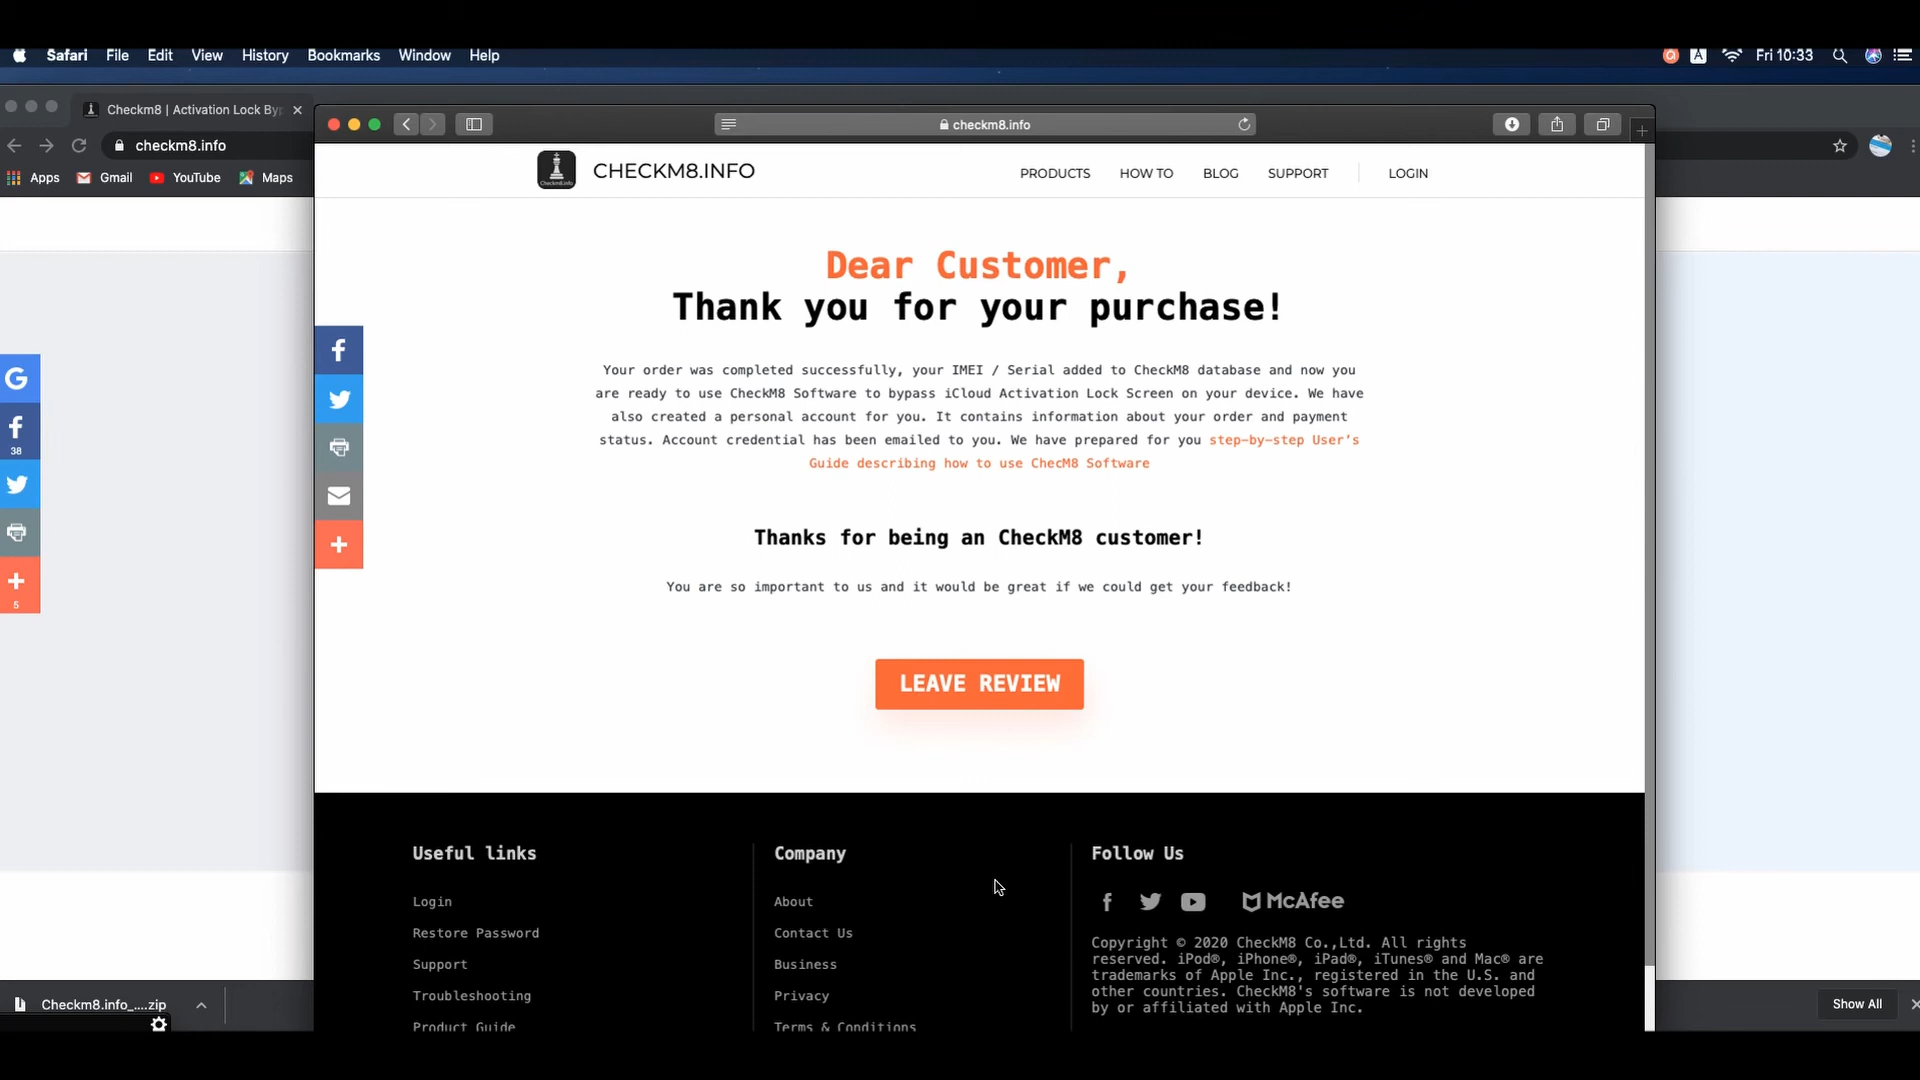 Safari File Edit View History Bookmarks Window Help
A Fri 10:33
Checkm8 | Activation Lock Byp
checkm8.info
Apps Gmail YouTube Maps
checkm8.info
CHECKM8.INFO
PRODUCTS HOW TO BLOG SUPPORT LOGIN
Dear Customer,
Thank you for your purchase!
Your order was completed successfully, your IMEI / Serial added to CheckM8 database and now you
are ready to use CheckM8 Software to bypass iCloud Activation Lock Screen on your device. We have
also created a personal account for you. It contains information about your order and payment
status. Account credential has been emailed to you. We have prepared for you step-by-step User's
Guide describing how to use ChecM8 Software
38
5
Thanks for being an CheckM8 customer!
You are so important to us and it would be great if we could get your feedback!
LEAVE REVIEW
Useful links
Login
Restore Password
Support
Troubleshooting
Product Guide
Company
About
Contact Us
Business
Privacy
Terms & Conditions
Follow Us
McAfee
Copyright © 2020 CheckM8 Co.,Ltd. All rights
reserved. iPod®, iPhone®, iPad®, iTunes® and Mac® are
trademarks of Apple Inc., registered in the U.S. and
other countries. CheckM8's software is not developed
by or affiliated with Apple Inc.
Checkm8.info_....zip
Show All